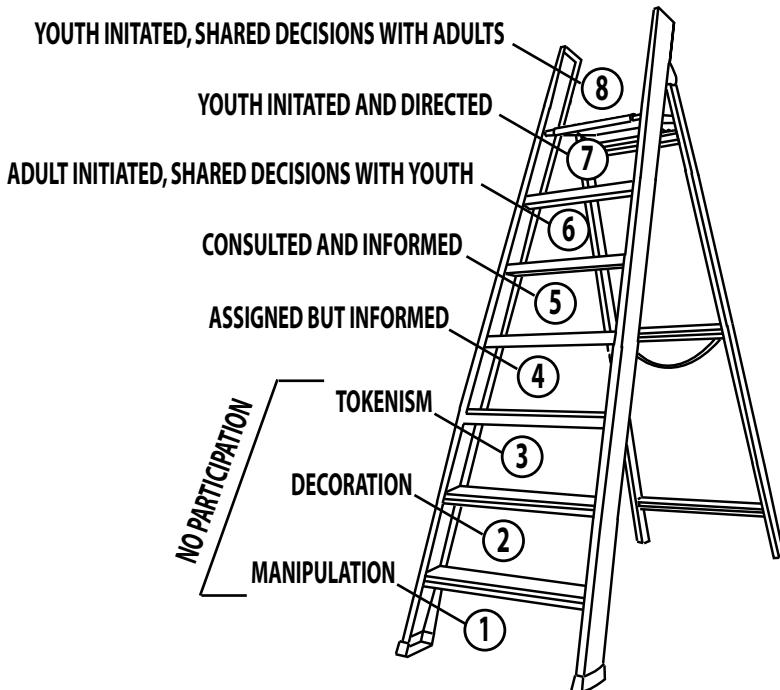 YOUTH INITATED, SHARED DECISIONS WITH ADULTS
8
YOUTH INITATED AND DIRECTED
7
ADULT INITIATED, SHARED DECISIONS WITH YOUTH
6
CONSULTED AND INFORMED
5
ASSIGNED BUT INFORMED
4
NO PARTICIPATION
TOKENISM
3
DECORATION
2
MANIPULATION
1